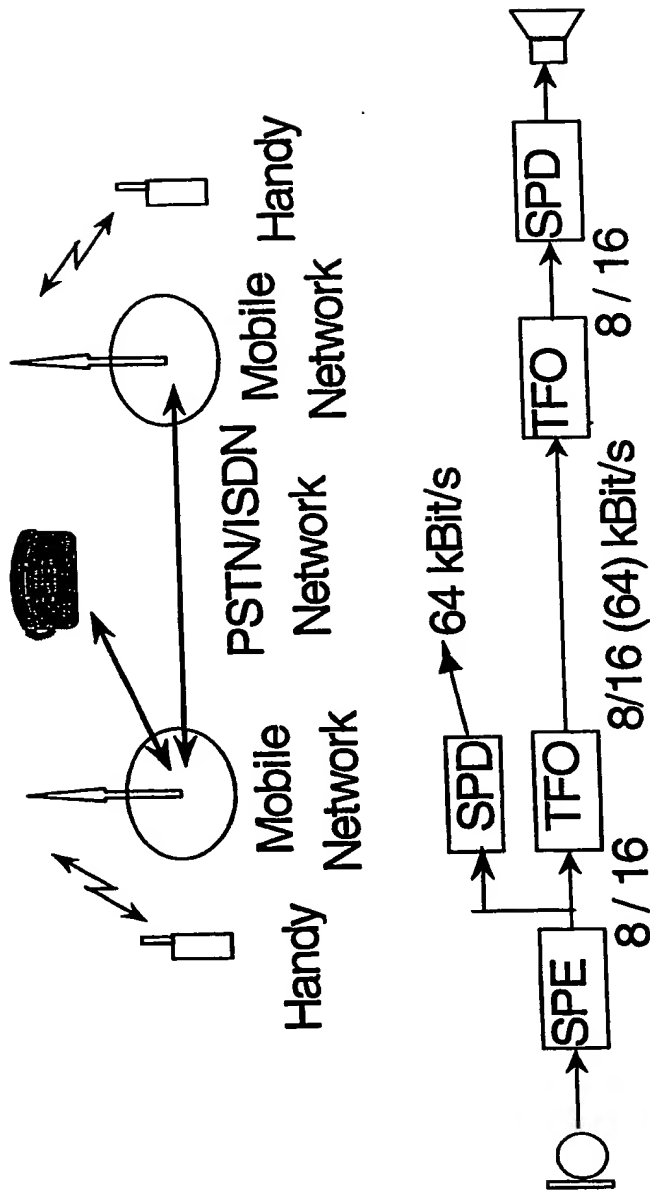 Handy
Mobile
Network
PSTN/ISDN
Network
Mobile
Network
Handy
SPE
8 / 16
SPD
64 kBit/s
TFO
8/16 (64) kBit/s
TFO
8 / 16
SPD